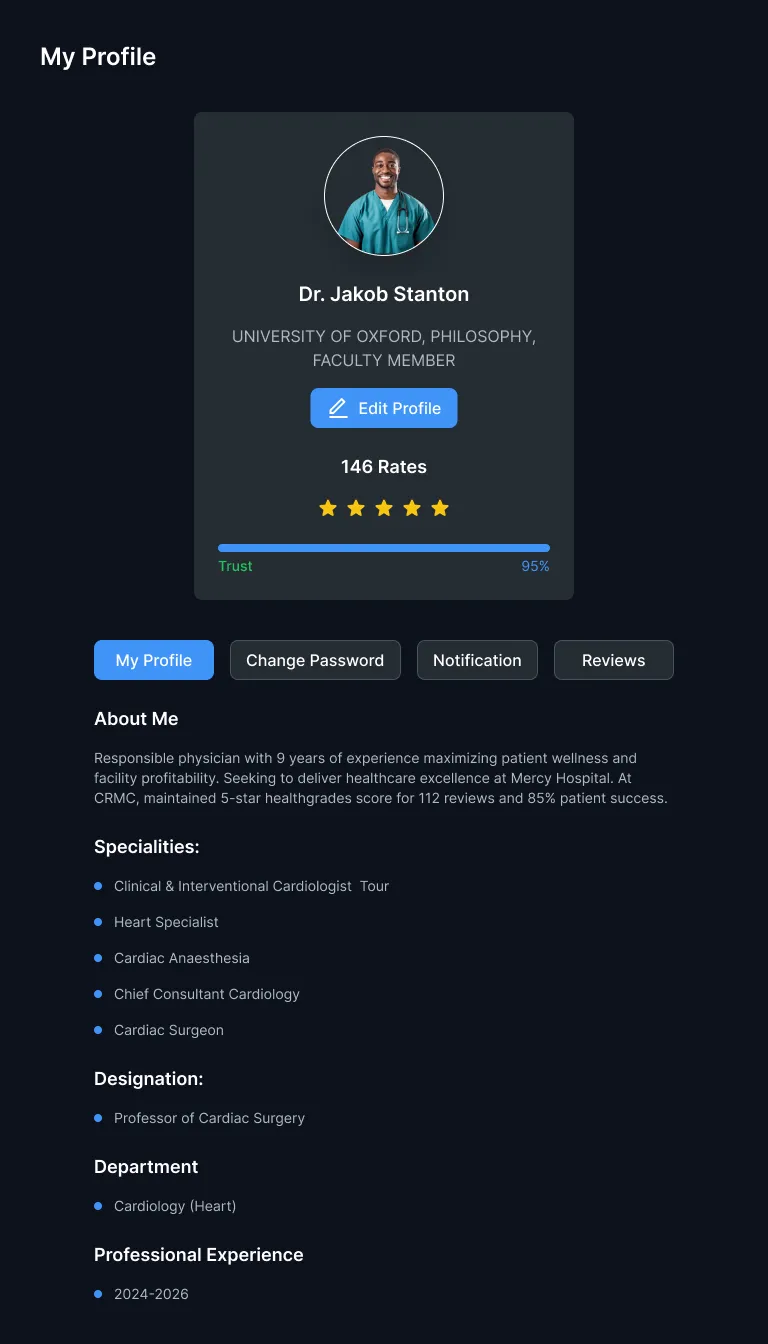 My Profile
Dr. Jakob Stanton
UNIVERSITY OF OXFORD, PHILOSOPHY,
FACULTY MEMBER
Edit Profile
146 Rates
Trust 95%
My Profile Change Password Notification Reviews
About Me
Responsible physician with 9 years of experience maximizing patient wellness and
facility profitability. Seeking to deliver healthcare excellence at Mercy Hospital. At
CRMC, maintained 5-star healthgrades score for 112 reviews and 85% patient success.
Specialities:
Clinical & Interventional Cardiologist  Tour
Heart Specialist
Cardiac Anaesthesia
Chief Consultant Cardiology
Cardiac Surgeon
Designation:
Professor of Cardiac Surgery
Department
Cardiology (Heart)
Professional Experience
2024-2026